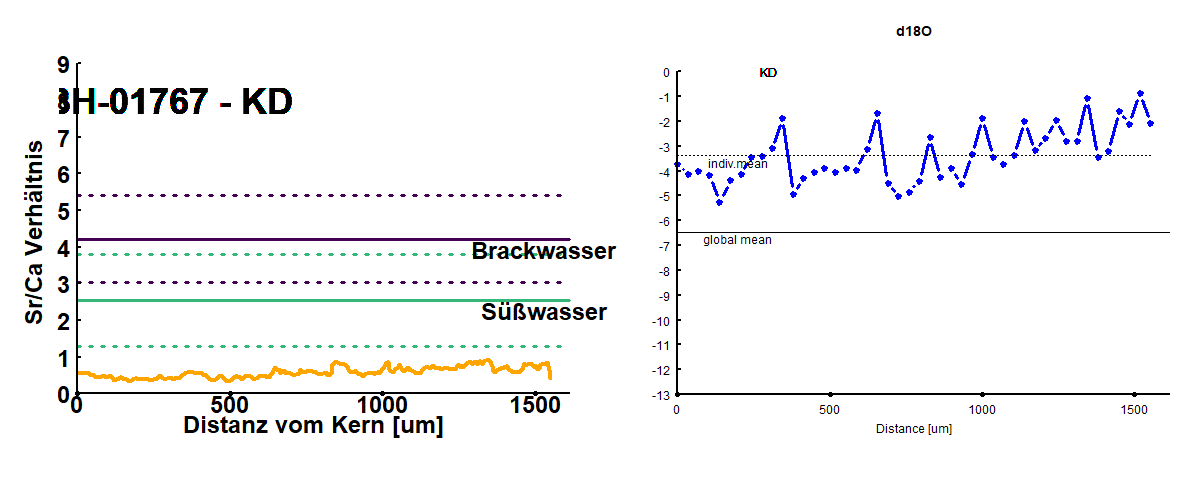 H-01767 - KD
9
8
7
6
5
4
3
2
1
0
Sr/Ca Verhältnis
Brackwasser
Süßwasser
0 500 1000 1500
Distanz vom Kern [um]
d18O
KD
0
-1
-2
-3
-4
-5
-6
-7
-8
-9
-10
-11
-12
-13
indiv.mean
global mean
0 500 1000 1500
Distance [um]